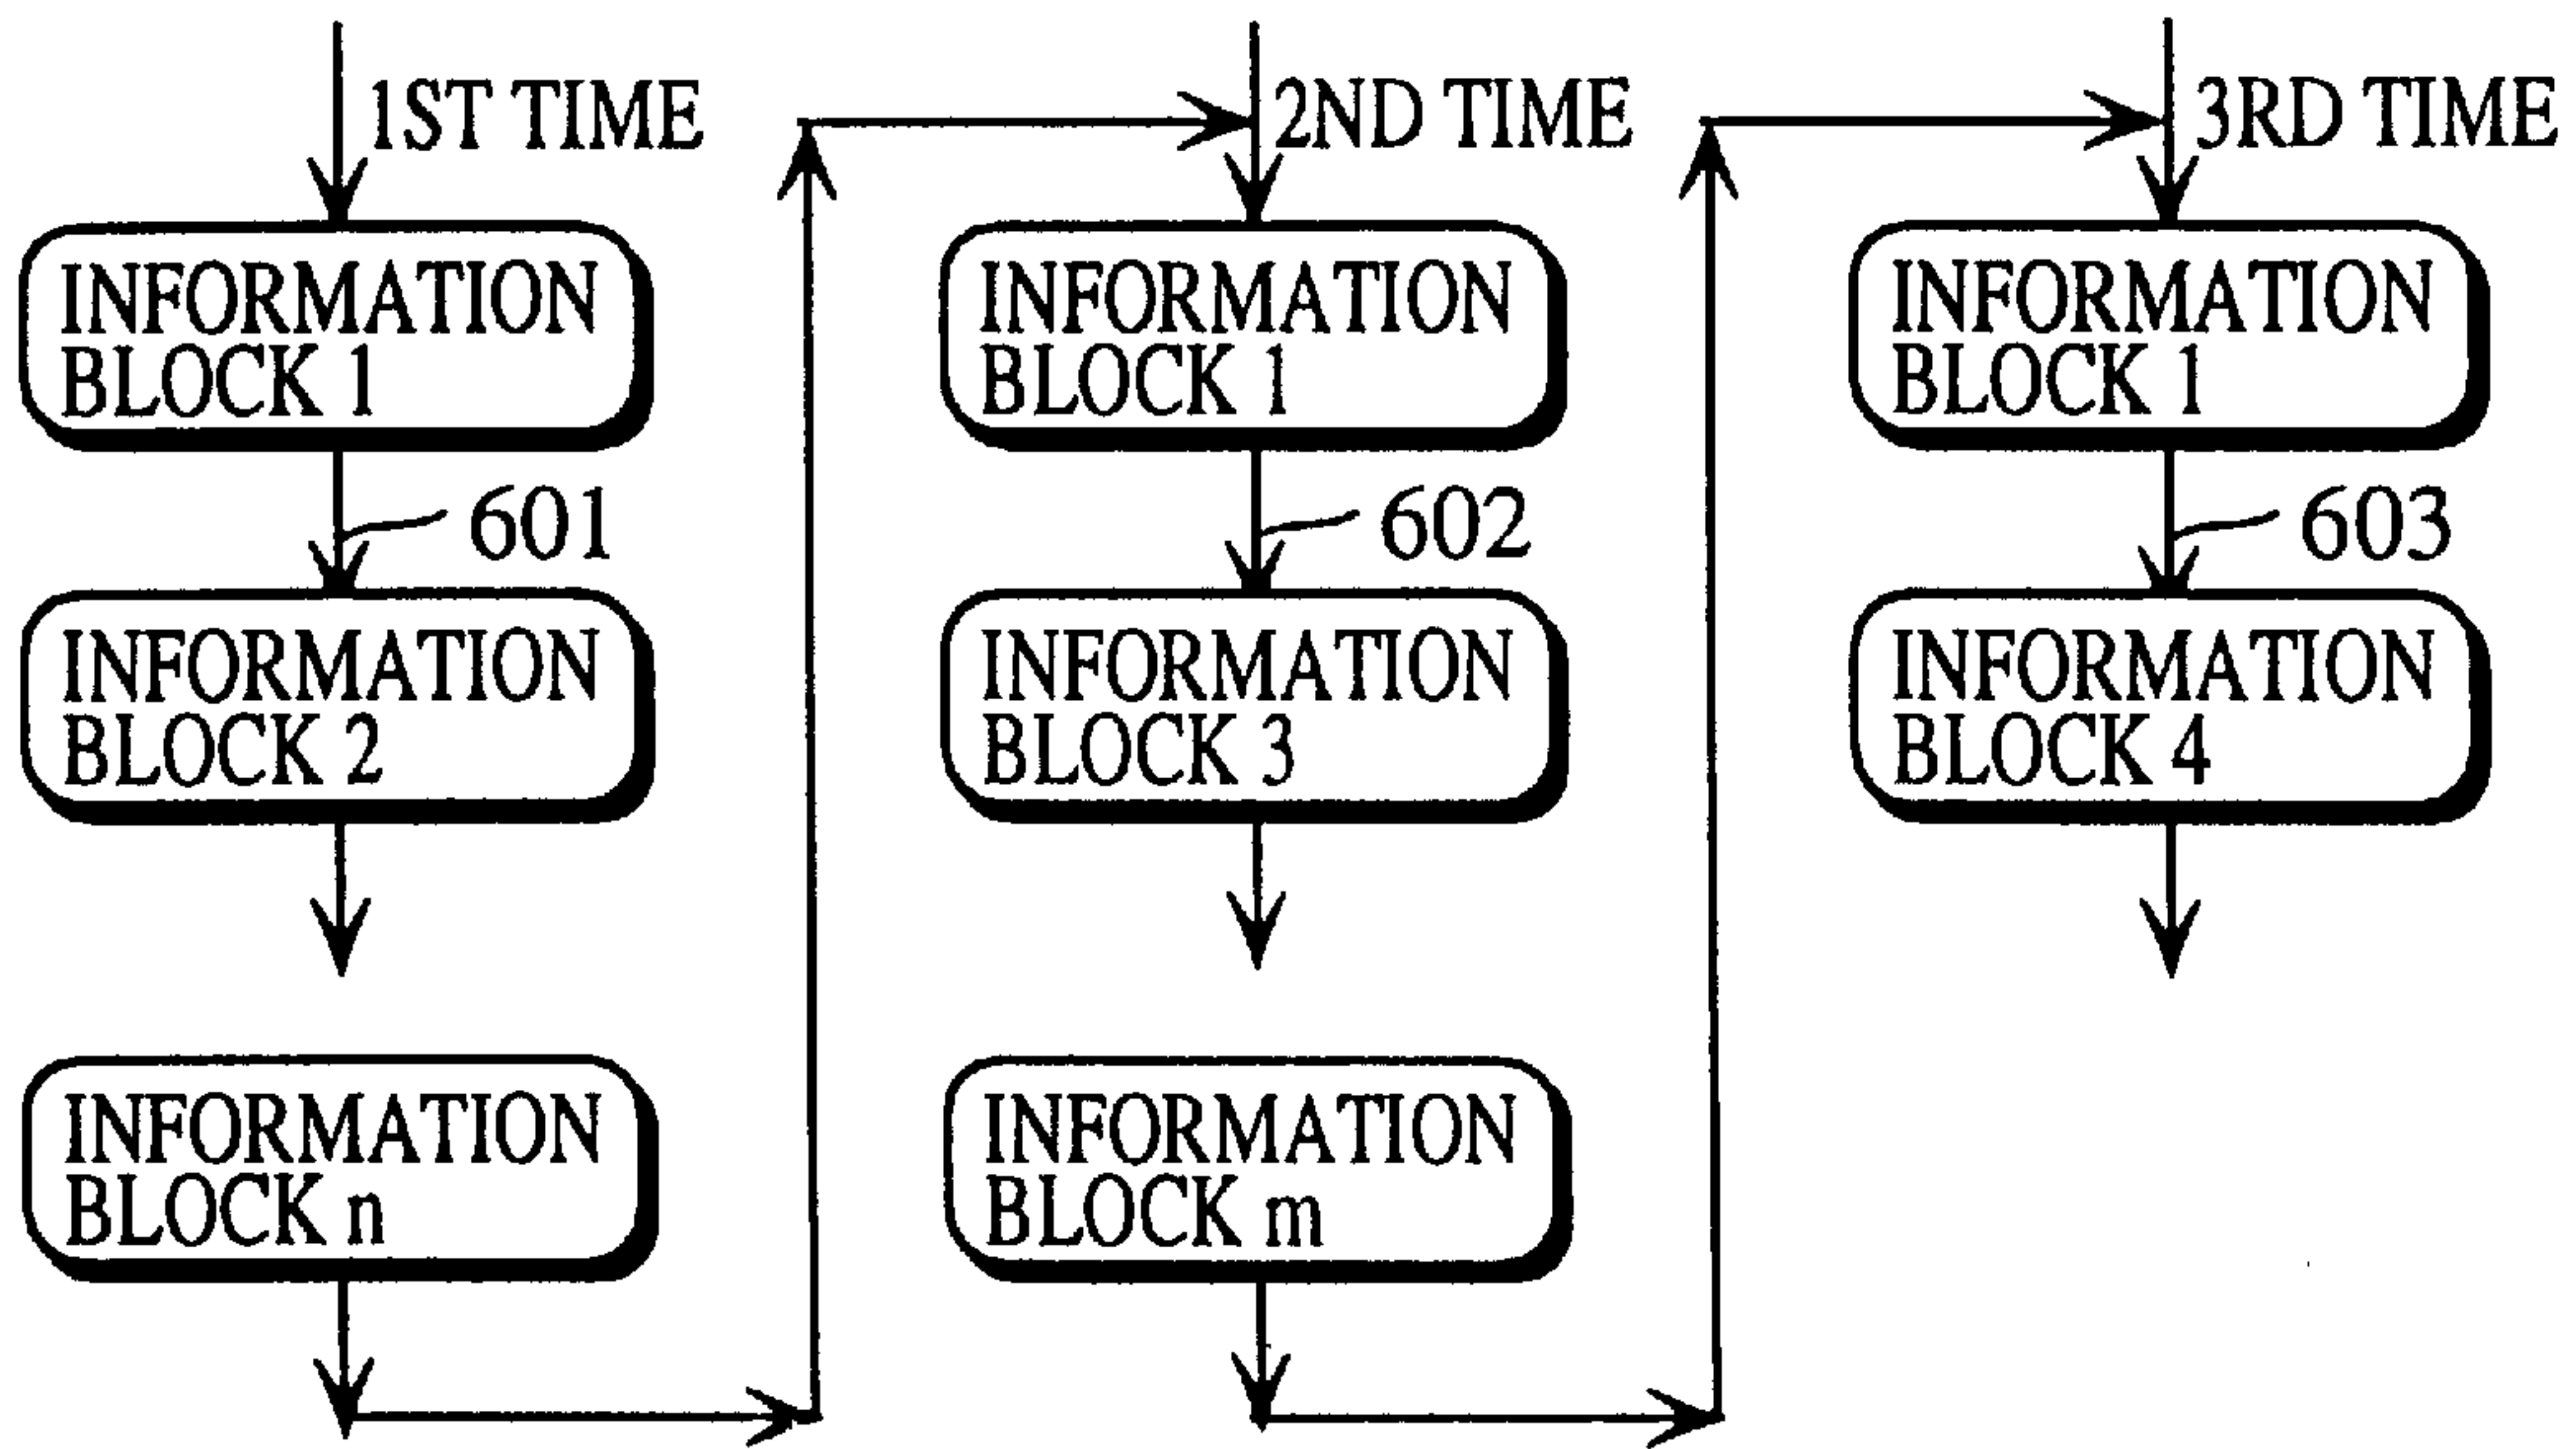 1ST TIME
INFORMATION
BLOCK 1
601
INFORMATION
BLOCK 2
INFORMATION
BLOCK n
2ND TIME
INFORMATION
BLOCK 1
602
INFORMATION
BLOCK 3
INFORMATION
BLOCK m
3RD TIME
INFORMATION
BLOCK 1
603
INFORMATION
BLOCK 4